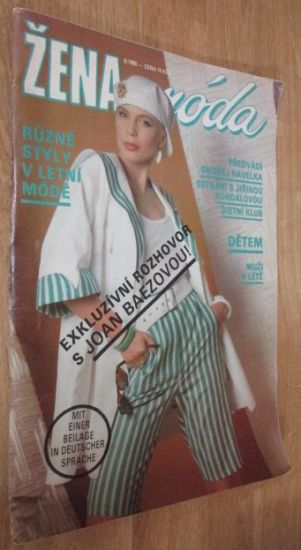 ŽENA móda
RŮZNÉ
STYLY
V LETNÍ
MÓDĚ
PŘEDVÁDÍ
ONDŘEJ HAVELKA
SETKÁNÍ S JIŘINOU
BOHDALOVOU
DIETNÍ KLUB
DĚTEM
MUŽI
V LÉTĚ
EXKLUZIVNÍ ROZHOVOR
S JOAN BAEZOVOU!
MIT
EINER
BEILAGE
IN DEUTSCHER
SPRACHE